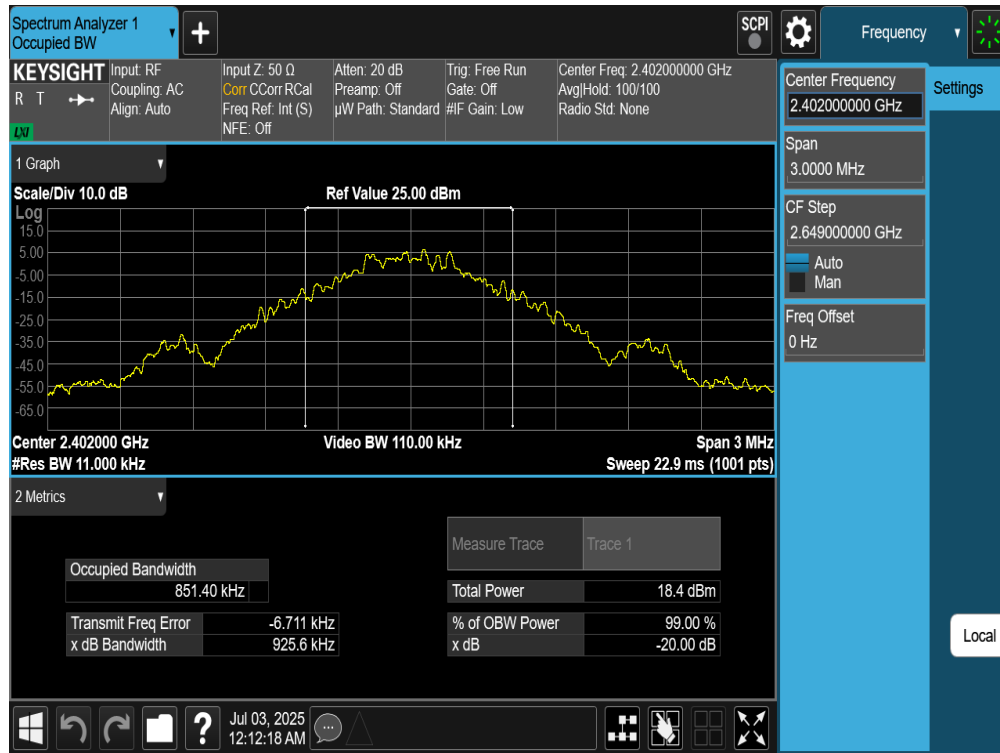 Spectrum Analyzer 1
Occupied BW
+
SCPI
Frequency
KEYSIGHT
R T
LXI
Input: RF
Coupling: AC
Align: Auto
Input Z: 50 Ω
Corr CCorr RCal
Freq Ref: Int (S)
NFE: Off
Atten: 20 dB
Preamp: Off
µW Path: Standard
Trig: Free Run
Gate: Off
#IF Gain: Low
Center Freq: 2.402000000 GHz
Avg|Hold: 100/100
Radio Std: None
Center Frequency
2.402000000 GHz
Settings
Span
3.0000 MHz
CF Step
2.649000000 GHz
Auto
Man
Freq Offset
0 Hz
Local
1 Graph
Scale/Div 10.0 dB
Ref Value 25.00 dBm
Log
15.0
5.00
-5.00
-15.0
-25.0
-35.0
-45.0
-55.0
-65.0
Center 2.402000 GHz
Video BW 110.00 kHz
Span 3 MHz
#Res BW 11.000 kHz
Sweep 22.9 ms (1001 pts)
2 Metrics
Measure Trace
Trace 1
Occupied Bandwidth
851.40 kHz
Total Power
18.4 dBm
Transmit Freq Error
-6.711 kHz
% of OBW Power
99.00 %
x dB Bandwidth
925.6 kHz
x dB
-20.00 dB
?
Jul 03, 2025
12:12:18 AM